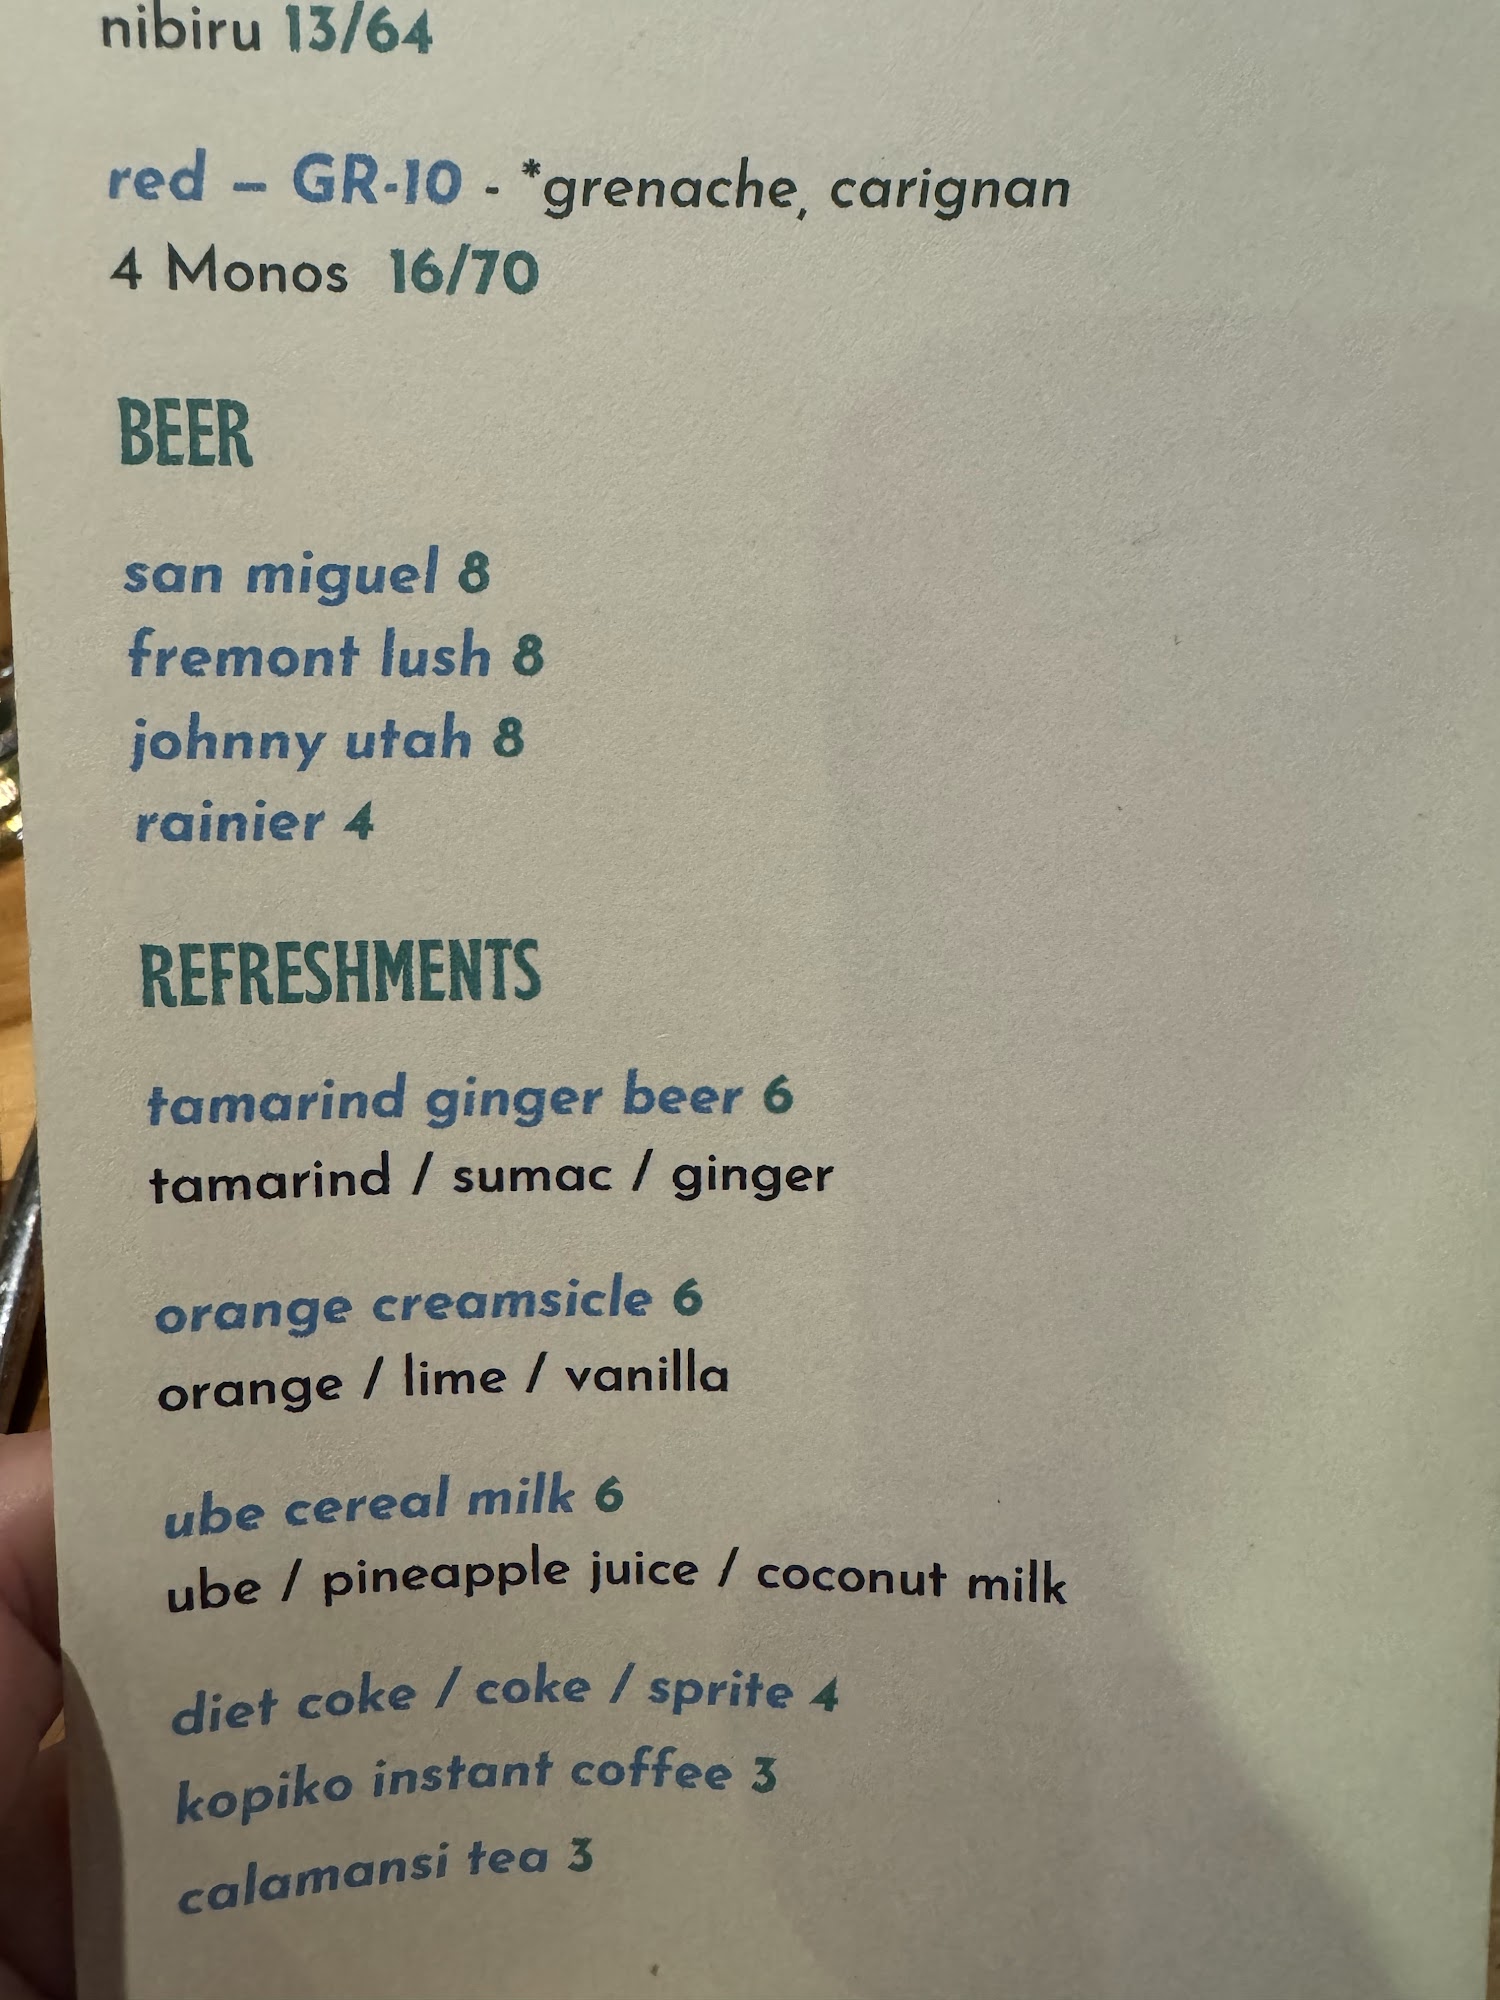 nibiru 13/64
red – GR-10 - *grenache, carignan
4 Monos 16/70
BEER
san miguel 8
fremont lush 8
johnny utah 8
rainier 4
REFRESHMENTS
tamarind ginger beer 6
tamarind / sumac / ginger
orange creamsicle 6
orange / lime / vanilla
ube cereal milk 6
ube / pineapple juice / coconut milk
diet coke / coke / sprite 4
kopiko instant coffee 3
calamansi tea 3